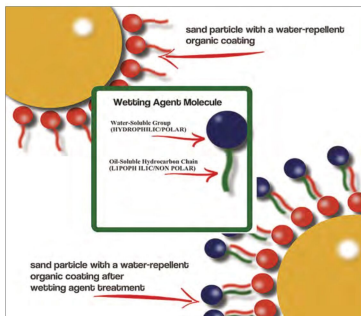 sand particle with a water-repellent
organic coating
Wetting Agent Molecule
Water-Soluble Group
(HYDROPHILIC/POLAR)
Oil-Soluble Hydrocarbon Chain
(LIPOPH ILIC/NON POLAR)
sand particle with a water-repellent
organic coating after
wetting agent treatment